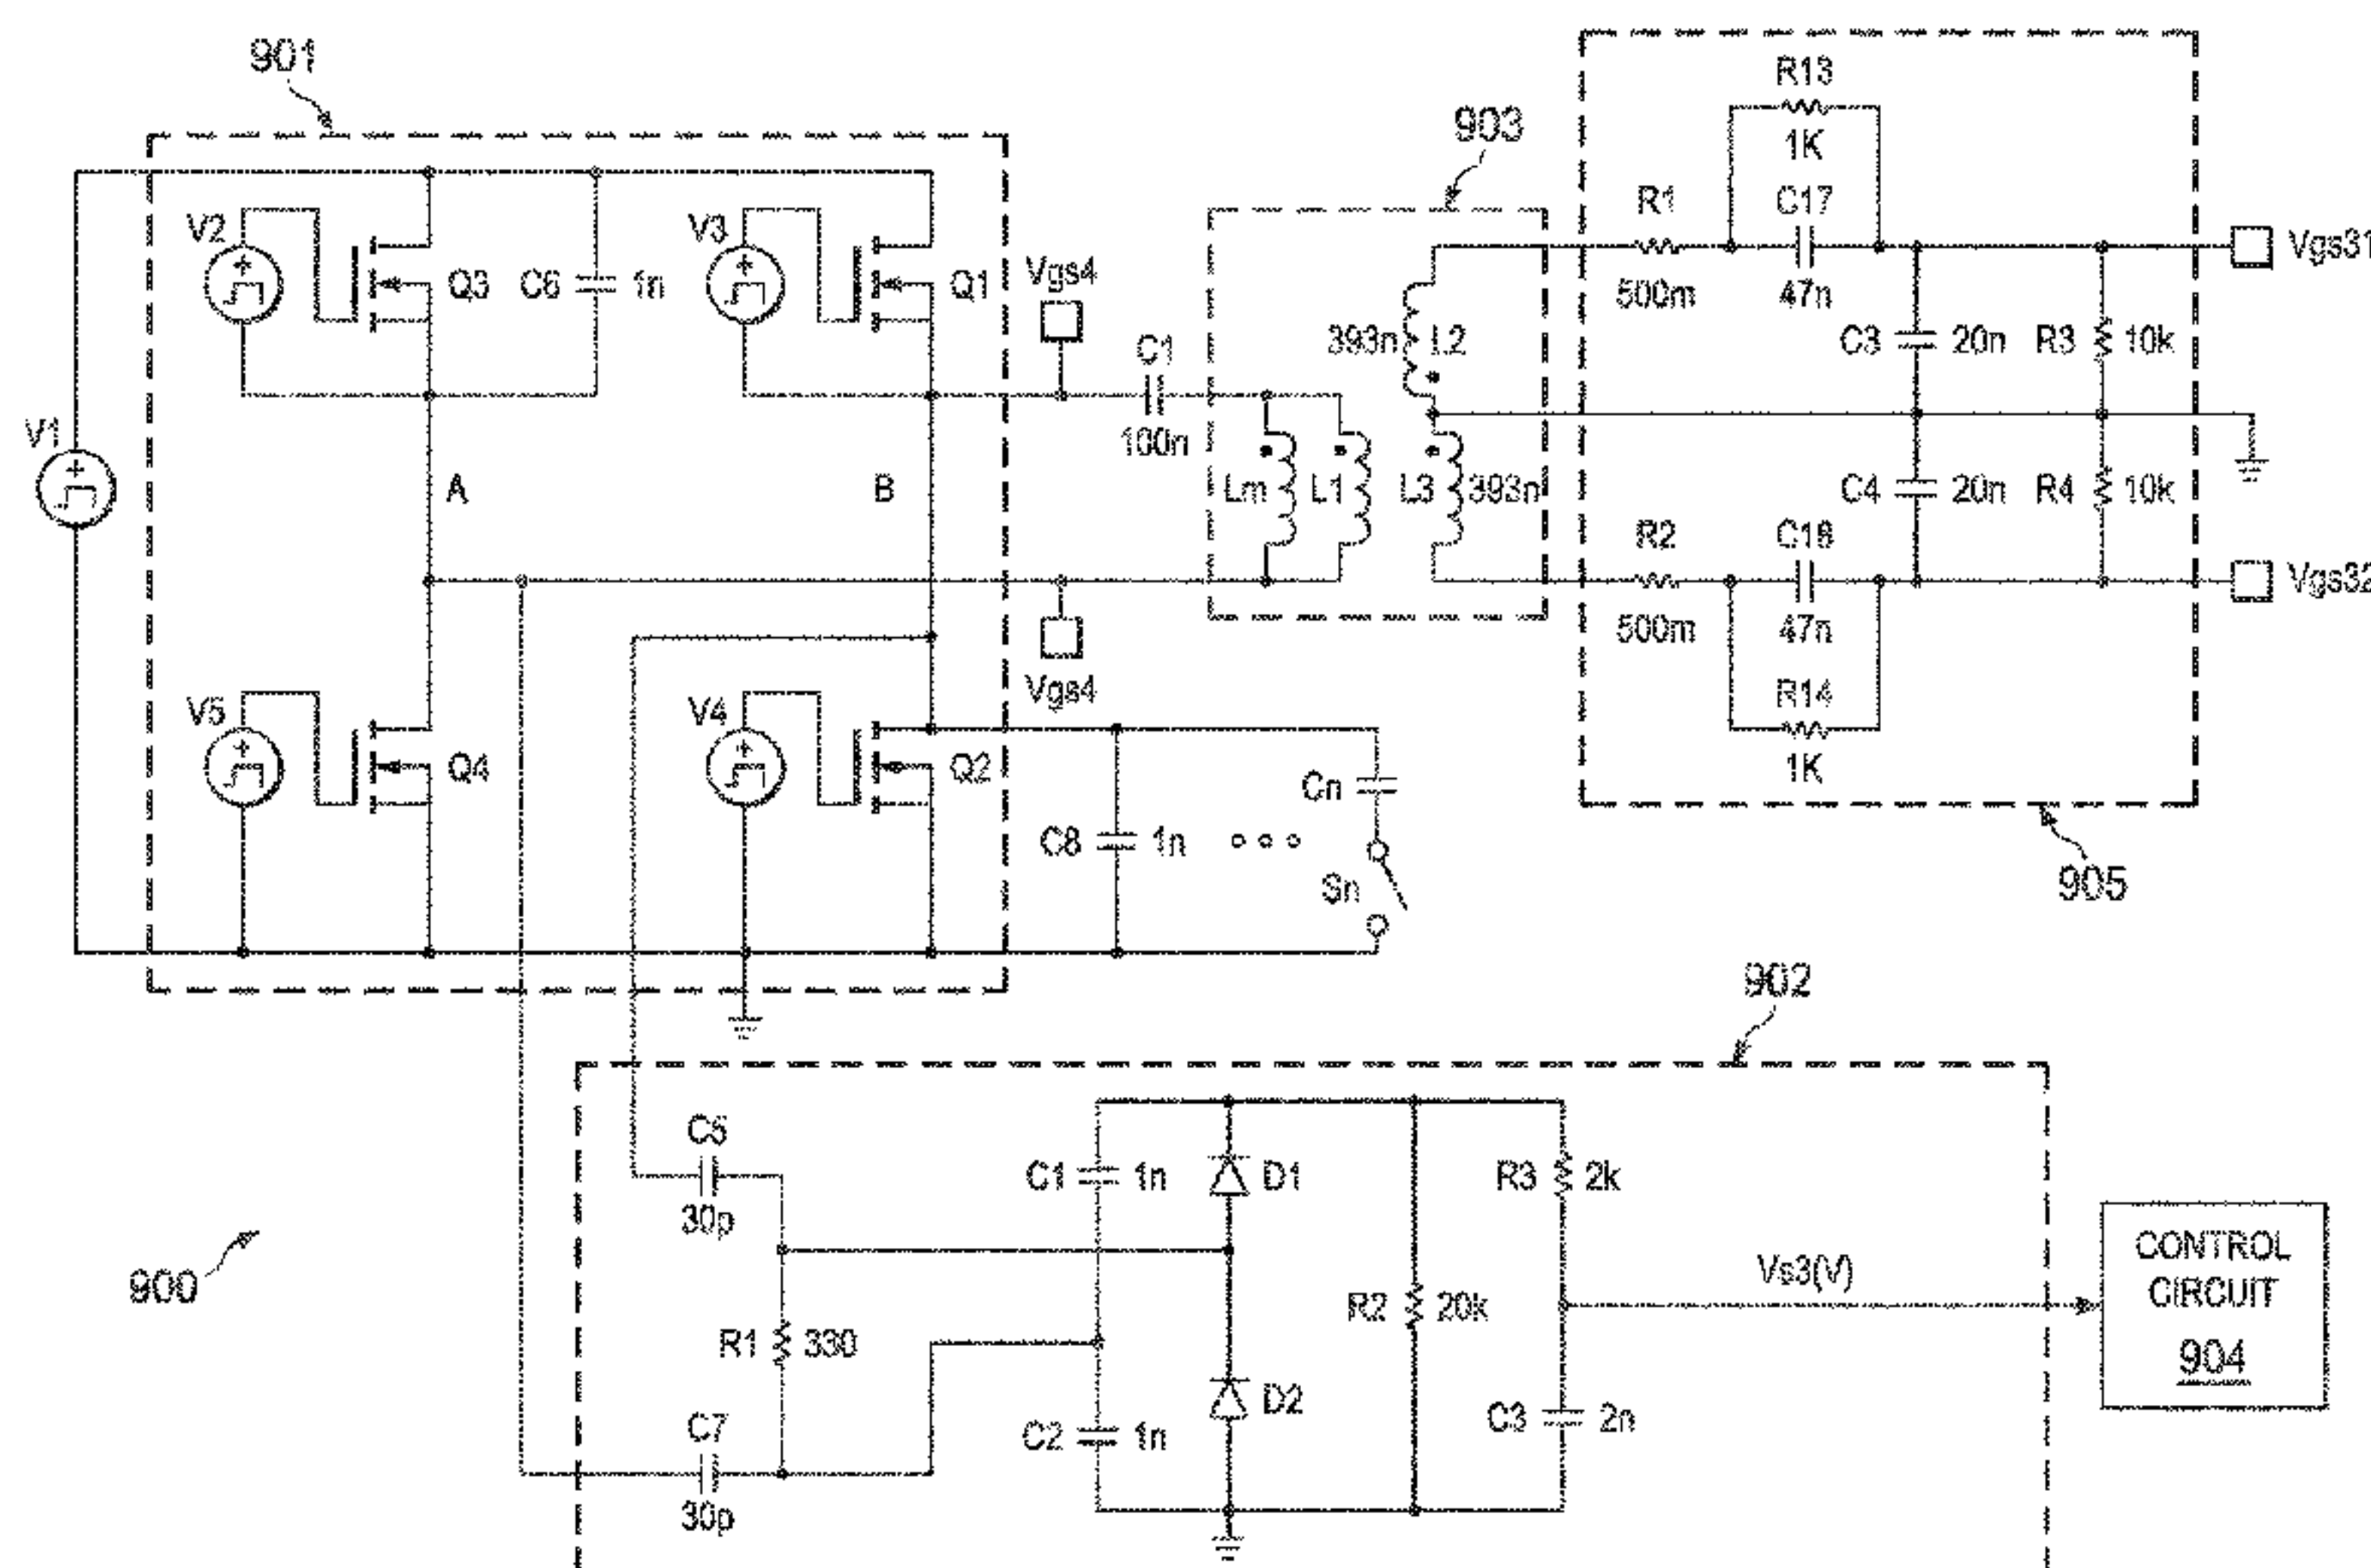 901
V2
Q3
C6
1n
V3
Q1
Vgs4
V1
A
B
C1
100n
903
393n
L2
Lm
L1
L3
393n
R13
1K
R1
C17
500m
47n
C3
20n
R3
10k
Vgs31
C4
20n
R4
10k
R2
C18
500m
47n
Vgs32
R14
1K
905
V5
Q4
V4
Q2
Vgs4
C8
1n
Cn
Sn
902
900
C5
30p
R1
330
C7
30p
C1
1n
D1
C2
1n
D2
R2
20k
R3
2k
C3
2n
Vs3(V)
CONTROL
CIRCUIT
904